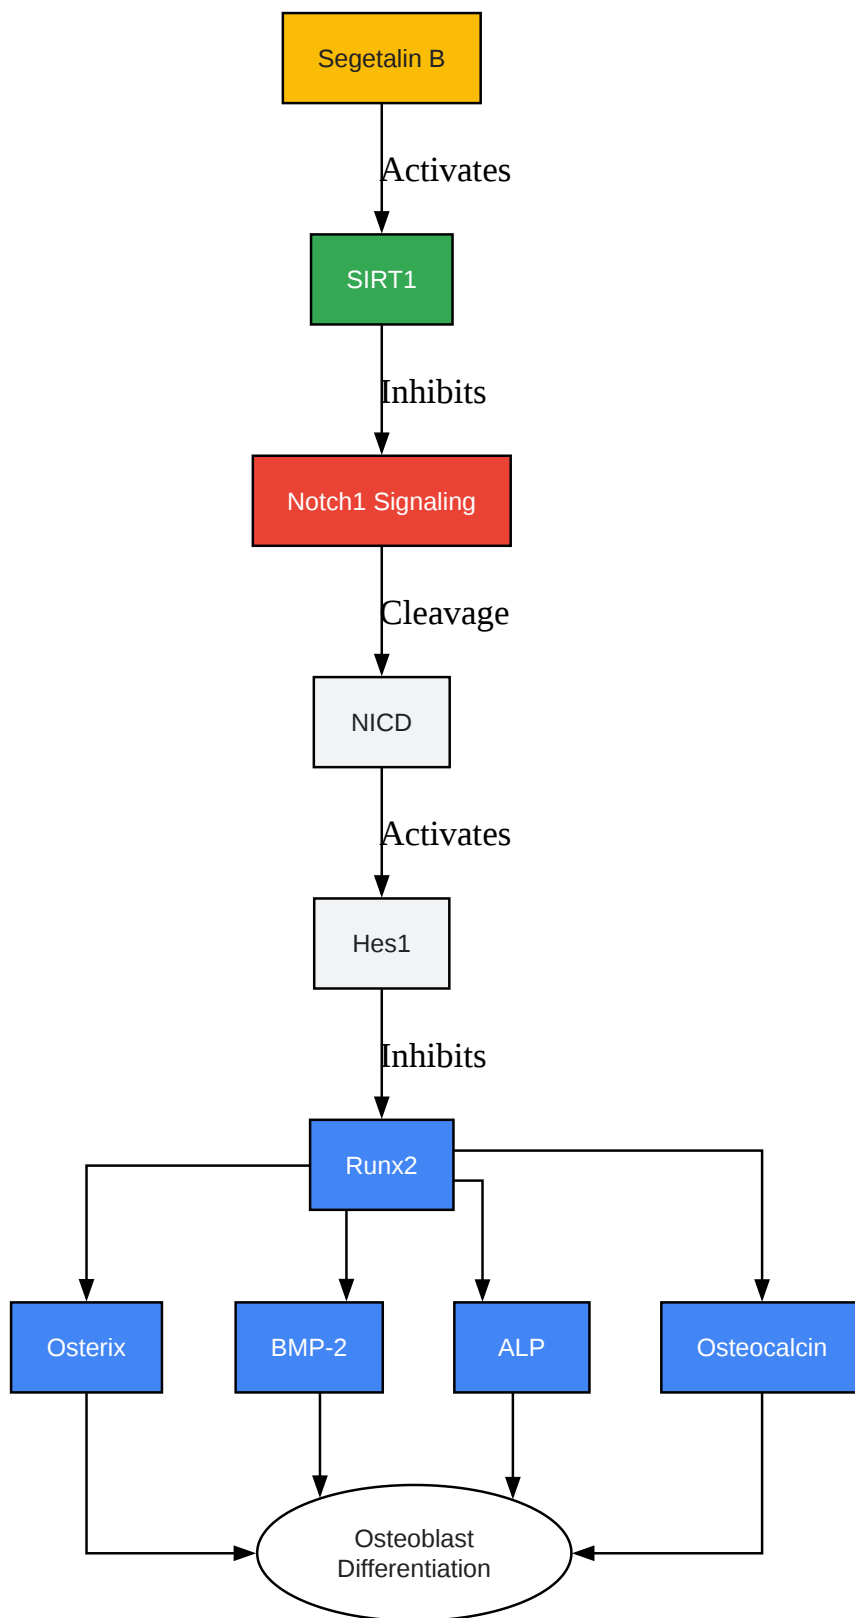 Segetalin B
Activates
SIRT1
Inhibits
Notch1 Signaling
Cleavage
NICD
Activates
Hes1
Inhibits
Runx2
Osterix
BMP-2
ALP
Osteocalcin
Osteoblast
Differentiation